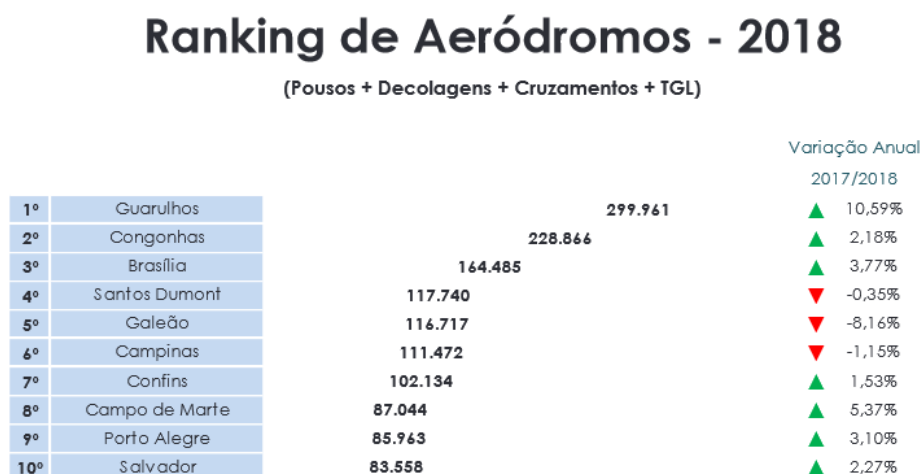 Ranking de Aeródromos - 2018
(Pousos + Decolagens + Cruzamentos + TGL)
Variação Anual
2017/2018
1º Guarulhos 299.961 10,59%
2º Congonhas 228.866 2,18%
3º Brasília 164.485 3,77%
4º Santos Dumont 117.740 -0,35%
5º Galeão 116.717 -8,16%
6º Campinas 111.472 -1,15%
7º Confins 102.134 1,53%
8º Campo de Marte 87.044 5,37%
9º Porto Alegre 85.963 3,10%
10º Salvador 83.558 2,27%